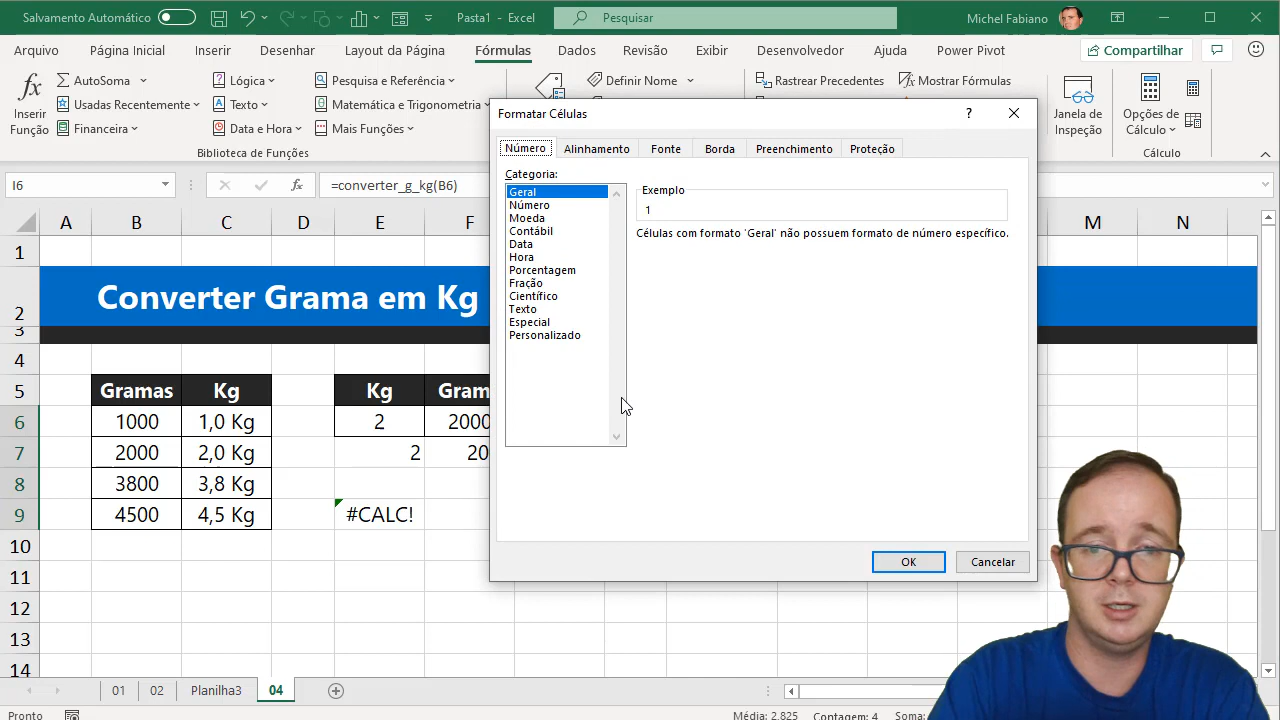 Salvamento Automático
Pasta1 - Excel
Pesquisar
Michel Fabiano
Arquivo
Página Inicial
Inserir
Desenhar
Layout da Página
Fórmulas
Dados
Revisão
Exibir
Desenvolvedor
Ajuda
Power Pivot
Compartilhar
fx
Inserir
Função
AutoSoma
Usadas Recentemente
Financeira
Lógica
Texto
Data e Hora
Pesquisa e Referência
Matemática e Trigonometria
Mais Funções
Biblioteca de Funções
Definir Nome
Rastrear Precedentes
Mostrar Fórmulas
Janela de
Inspeção
Opções de
Cálculo
Cálculo
I6
fx
=converter_g_kg(B6)
A B C D E F M N
1
2 Converter Grama em Kg
3
4
5 Gramas Kg Kg Gram
6 1000 1,0 Kg 2 2000
7 2000 2,0 Kg 2 20
8 3800 3,8 Kg
9 4500 4,5 Kg #CALC!
10
11
12
13
14
Formatar Células
?
Número
Alinhamento
Fonte
Borda
Preenchimento
Proteção
Categoria:
Geral
Número
Moeda
Contábil
Data
Hora
Porcentagem
Fração
Científico
Texto
Especial
Personalizado
Exemplo
1
Células com formato 'Geral' não possuem formato de número específico.
OK
Cancelar
01
02
Planilha3
04
Pronto
Média: 2.825
Contagem: 4
Soma: